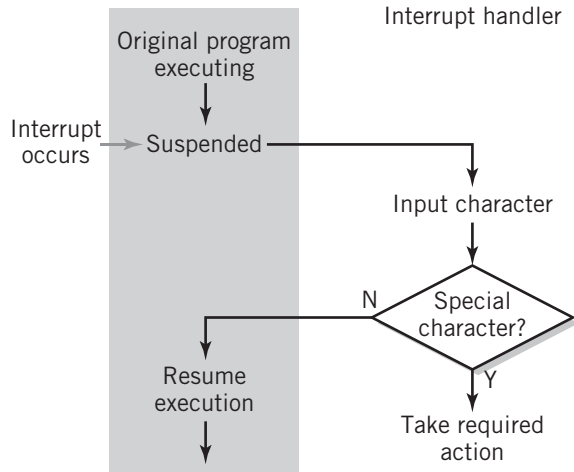 Interrupt handler
Original program
executing
Interrupt
occurs
Suspended
Input character
N
Special
character?
Y
Resume
execution
Take required
action